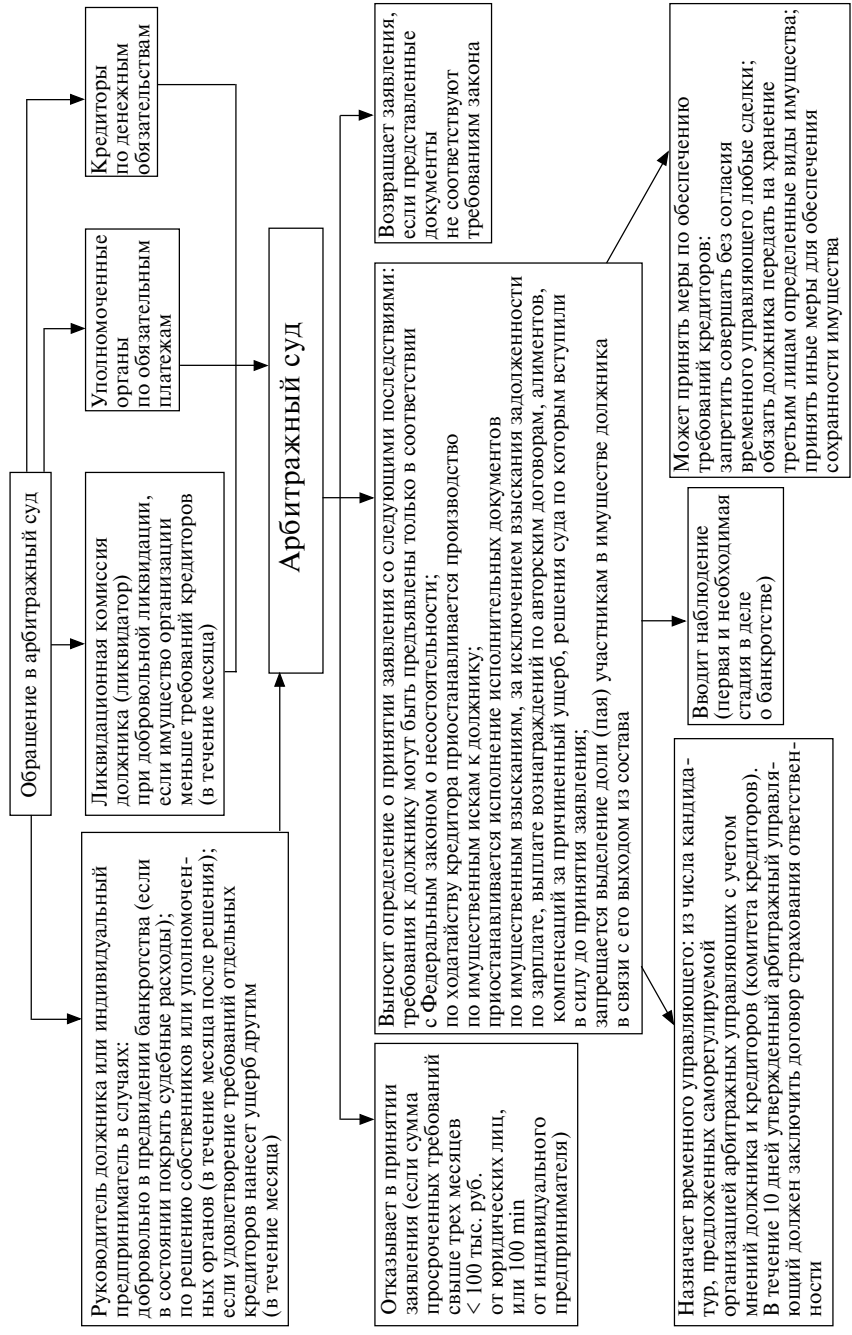 Обращение в арбитражный суд
Руководитель должника или индивидуальный
предприниматель в случаях:
добровольно в предвидении банкротства (если
в состоянии покрыть судебные расходы);
по решению собственников или уполномочен-
ных органов (в течение месяца после решения);
если удовлетворение требований отдельных
кредиторов нанесет ущерб другим
(в течение месяца)
Ликвидационная комиссия
должника (ликвидатор)
при добровольной ликвидации,
если имущество организации
меньше требований кредиторов
(в течение месяца)
Уполномоченные
органы
по обязательным
платежам
Кредиторы
по денежным
обязательствам
Арбитражный суд
Отказывает в принятии
заявления (если сумма
просроченных требований
свыше трех месяцев
< 100 тыс. руб.
от юридических лиц,
или 100 min
от индивидуального
предпринимателя)
Выносит определение о принятии заявления со следующими последствиями:
требования к должнику могут быть предъявлены только в соответствии
с Федеральным законом о несостоятельности;
по ходатайству кредитора приостанавливается производство
по имущественным искам к должнику;
приостанавливается исполнение исполнительных документов
по имущественным взысканиям, за исключением взыскания задолженности
по зарплате, выплате вознаграждений по авторским договорам, алиментов,
компенсаций за причиненный ущерб, решения суда по которым вступили
в силу до принятия заявления;
запрещается выделение доли (пая) участникам в имуществе должника
в связи с его выходом из состава
Возвращает заявления,
если представленные
документы
не соответствуют
требованиям закона
Назначает временного управляющего: из числа кандида-
тур, предложенных саморегулируемой
организацией арбитражных управляющих с учетом
мнений должника и кредиторов (комитета кредиторов).
В течение 10 дней утвержденный арбитражный управля-
ющий должен заключить договор страхования ответствен-
ности
Вводит наблюдение
(первая и необходимая
стадия в деле
о банкротстве)
Может принять меры по обеспечению
требований кредиторов:
запретить совершать без согласия
временного управляющего любые сделки;
обязать должника передать на хранение
третьим лицам определенные виды имущества;
принять иные меры для обеспечения
сохранности имущества